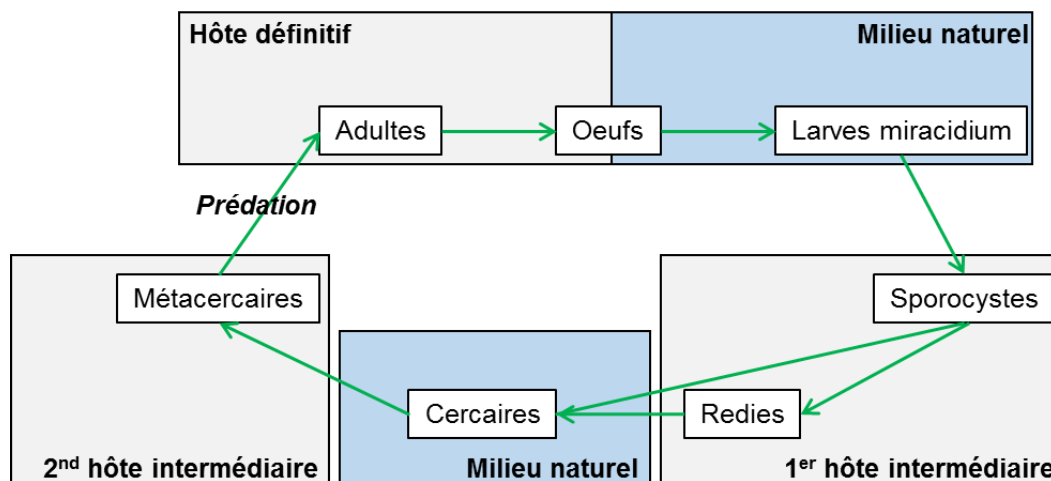 Hôte définitif
Milieu naturel
Adultes
Oeufs
Larves miracidium
Prédation
Métacercaires
Sporocystes
Cercaires
Redies
2nd hôte intermédiaire
Milieu naturel
1er hôte intermédiaire